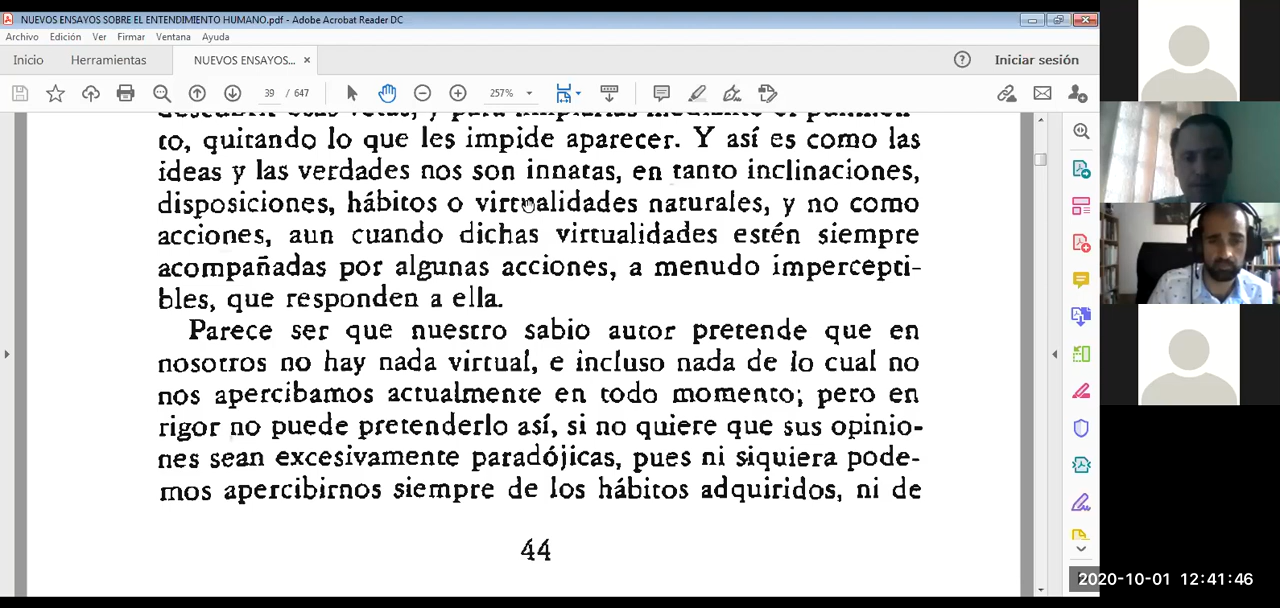 NUEVOS ENSAYOS SOBRE EL ENTENDIMIENTO HUMANO.pdf - Adobe Acrobat Reader DC
Archivo Edición Ver Firmar Ventana Ayuda
Inicio Herramientas NUEVOS ENSAYOS... × Iniciar sesión
39 / 647 257%
to, quitando lo que les impide aparecer. Y así es como las
ideas y las verdades nos son innatas, en tanto inclinaciones,
disposiciones, hábitos o virtualidades naturales, y no como
acciones, aun cuando dichas virtualidades estén siempre
acompañadas por algunas acciones, a menudo impercepti-
bles, que responden a ella.
Parece ser que nuestro sabio autor pretende que en
nosotros no hay nada virtual, e incluso nada de lo cual no
nos apercibamos actualmente en todo momento; pero en
rigor no puede pretenderlo así, si no quiere que sus opinio-
nes sean excesivamente paradójicas, pues ni siquiera pode-
mos apercibirnos siempre de los hábitos adquiridos, ni de
44
2020-10-01 12:41:46